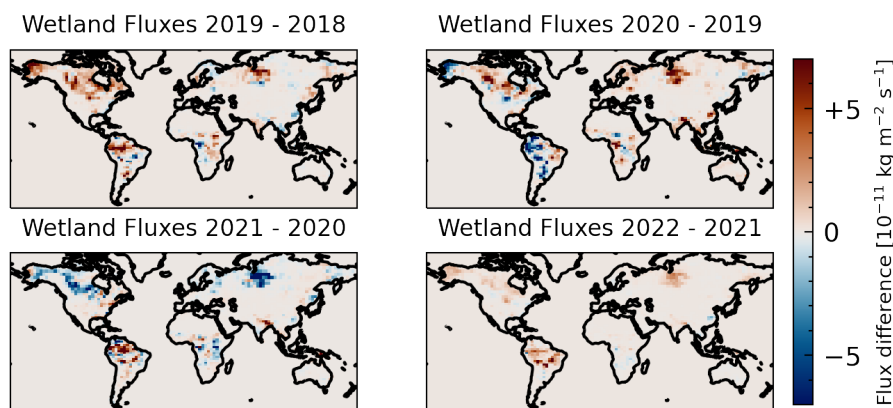 Wetland Fluxes 2019 - 2018
Wetland Fluxes 2020 - 2019
Wetland Fluxes 2021 - 2020
Wetland Fluxes 2022 - 2021
+5
0
−5
Flux difference [10⁻¹¹ kg m⁻² s⁻¹]